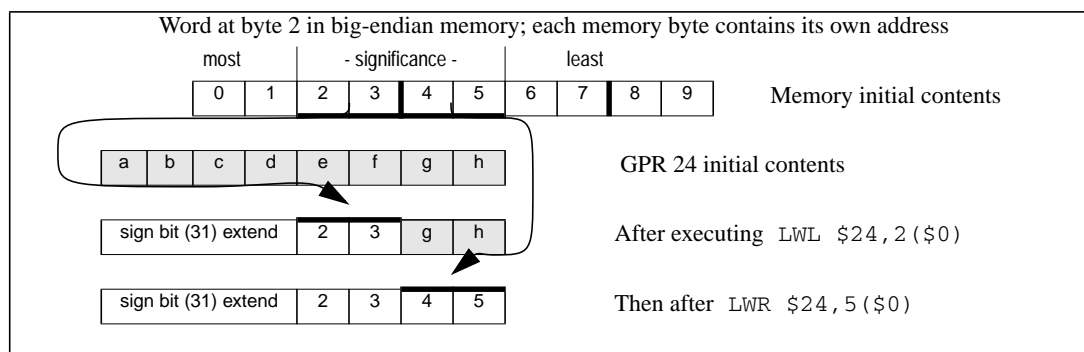 Word at byte 2 in big-endian memory; each memory byte contains its own address
most - significance - least
0 1 2 3 4 5 6 7 8 9 Memory initial contents
a b c d e f g h GPR 24 initial contents
sign bit (31) extend 2 3 g h After executing LWL $24,2($0)
sign bit (31) extend 2 3 4 5 Then after LWR $24,5($0)